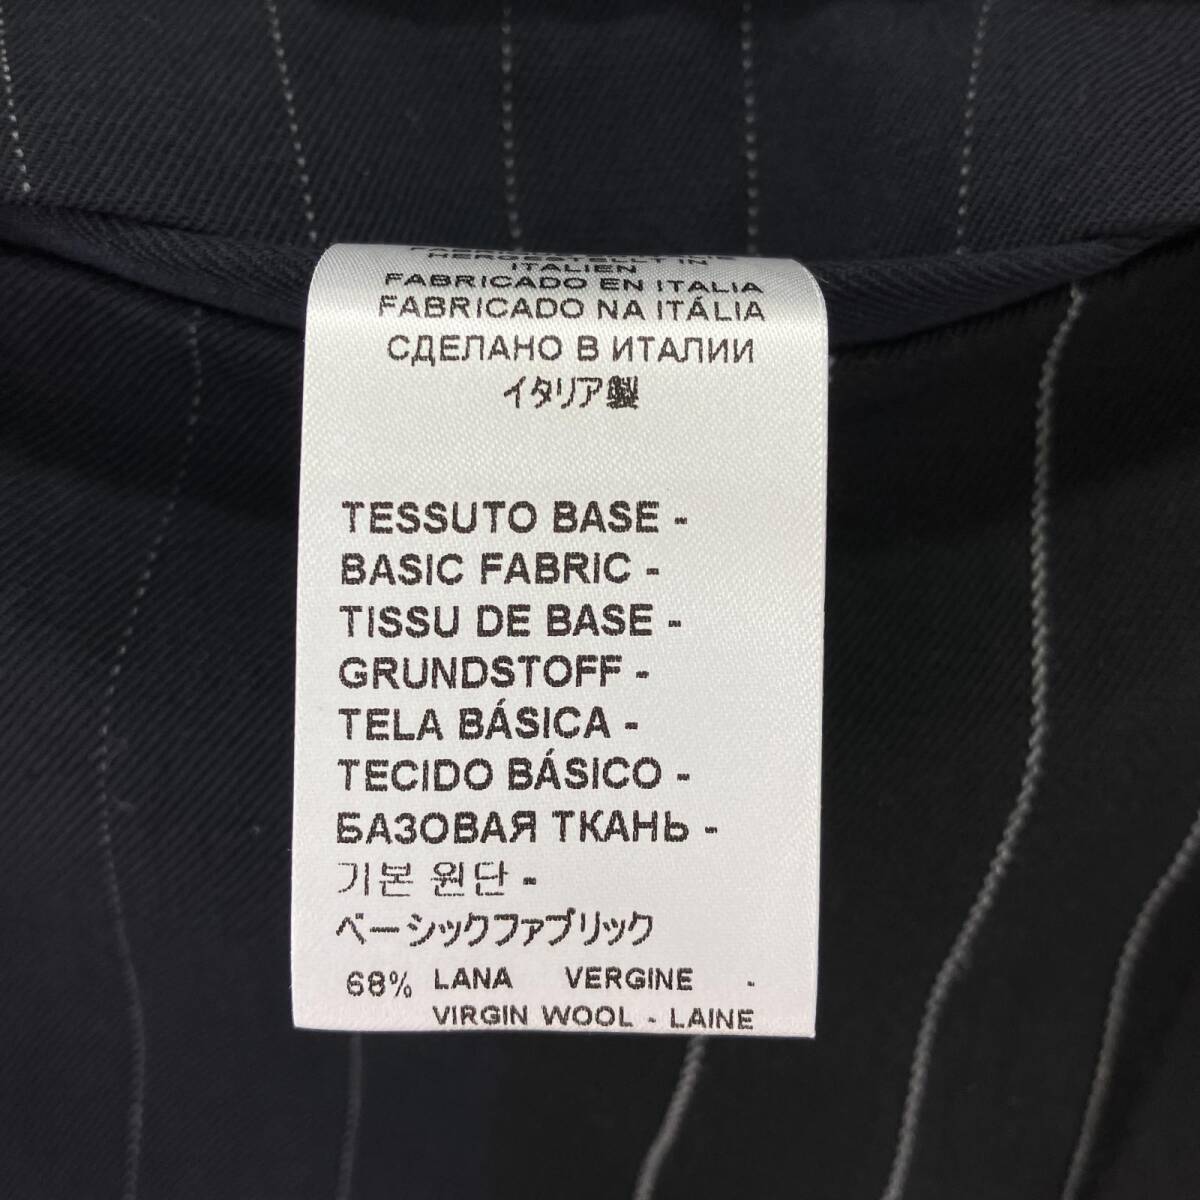 HERGESTELLT IN
ITALIEN
FABRICADO EN ITALIA
FABRICADO NA ITÁLIA
СДЕЛАНО В ИТАЛИИ
イタリア製
TESSUTO BASE -
BASIC FABRIC -
TISSU DE BASE -
GRUNDSTOFF -
TELA BÁSICA -
TECIDO BÁSICO -
БАЗОВАЯ ТКАНЬ -
기본 원단 -
ベーシックファブリック
68% LANA VERGINE -
VIRGIN WOOL - LAINE